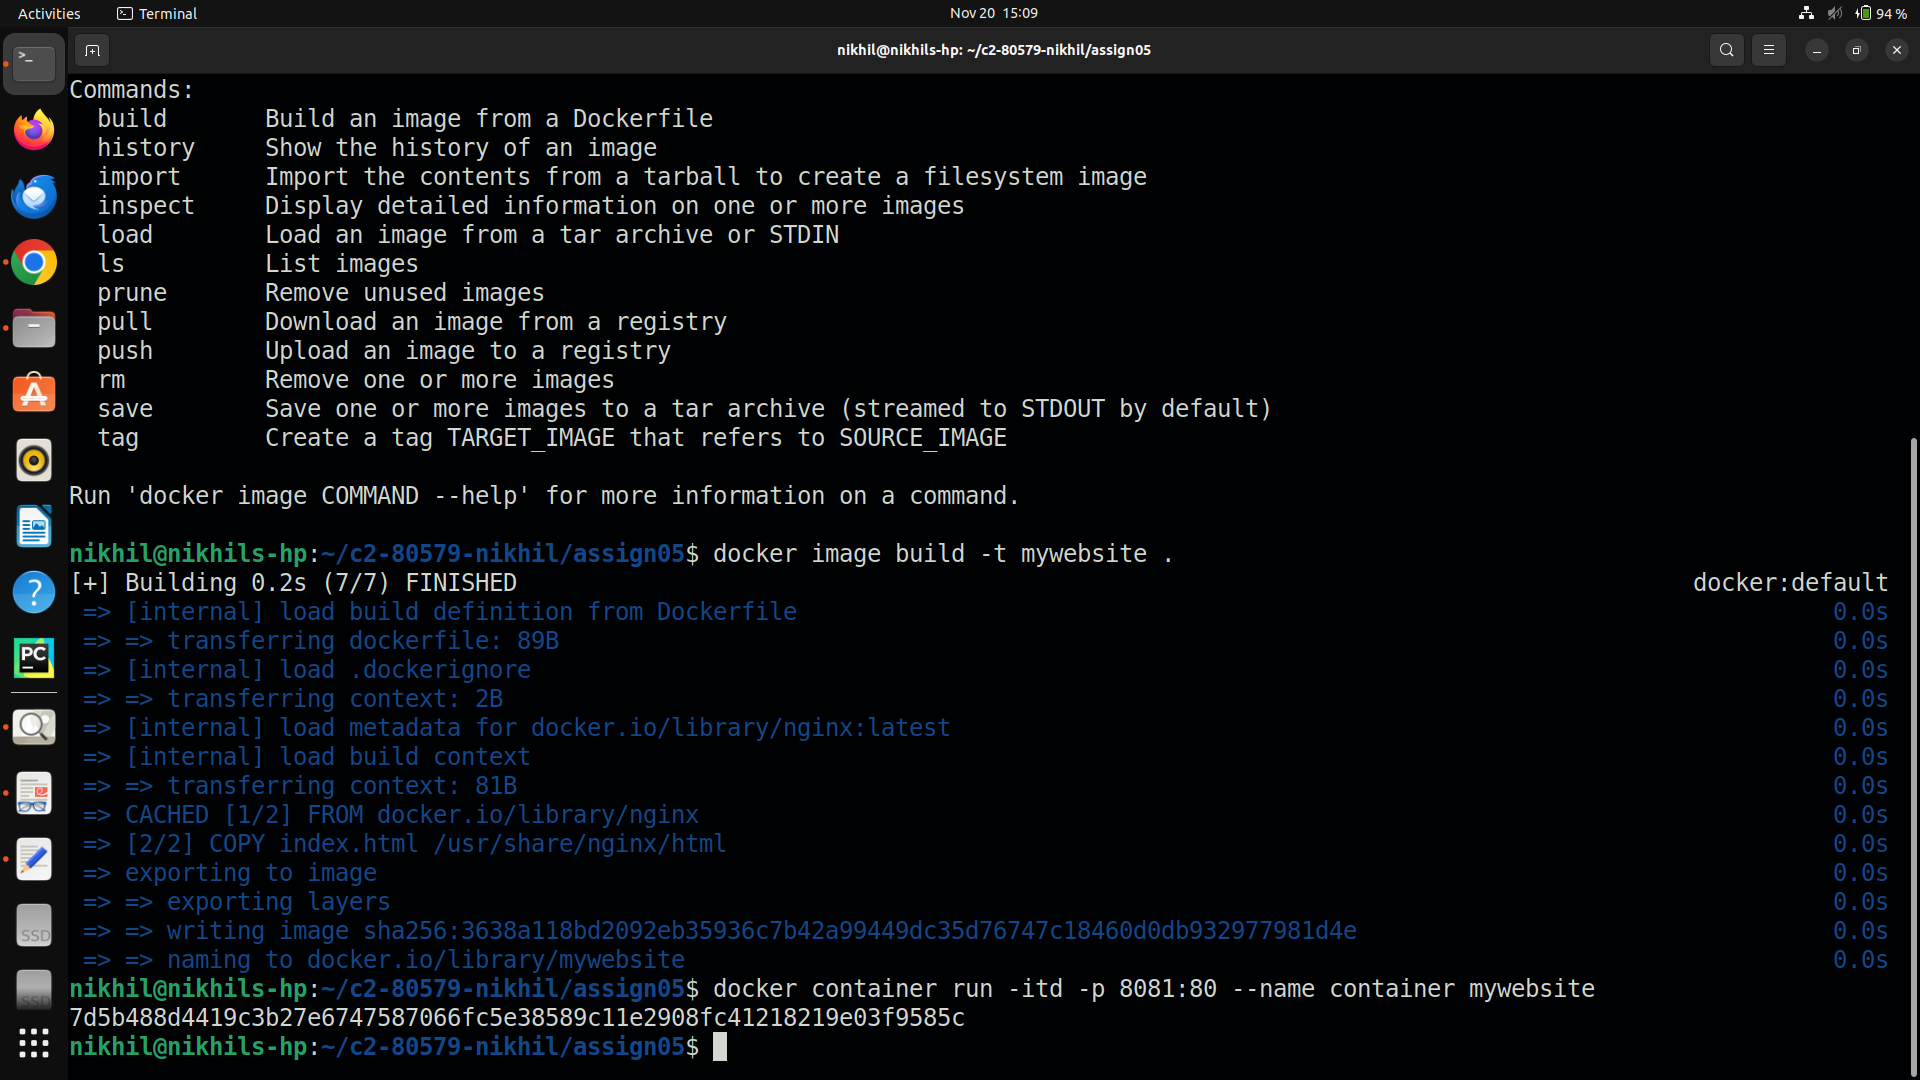 Activities
Terminal
Nov 20 15:09
94 %
nikhil@nikhils-hp: ~/c2-80579-nikhil/assign05
Commands:
  build       Build an image from a Dockerfile
  history     Show the history of an image
  import      Import the contents from a tarball to create a filesystem image
  inspect     Display detailed information on one or more images
  load        Load an image from a tar archive or STDIN
  ls          List images
  prune       Remove unused images
  pull        Download an image from a registry
  push        Upload an image to a registry
  rm          Remove one or more images
  save        Save one or more images to a tar archive (streamed to STDOUT by default)
  tag         Create a tag TARGET_IMAGE that refers to SOURCE_IMAGE
Run 'docker image COMMAND --help' for more information on a command.
nikhil@nikhils-hp:~/c2-80579-nikhil/assign05$ docker image build -t mywebsite .
[+] Building 0.2s (7/7) FINISHED docker:default
 => [internal] load build definition from Dockerfile 0.0s
 => => transferring dockerfile: 89B 0.0s
 => [internal] load .dockerignore 0.0s
 => => transferring context: 2B 0.0s
 => [internal] load metadata for docker.io/library/nginx:latest 0.0s
 => [internal] load build context 0.0s
 => => transferring context: 81B 0.0s
 => CACHED [1/2] FROM docker.io/library/nginx 0.0s
 => [2/2] COPY index.html /usr/share/nginx/html 0.0s
 => exporting to image 0.0s
 => => exporting layers 0.0s
 => => writing image sha256:3638a118bd2092eb35936c7b42a99449dc35d76747c18460d0db932977981d4e 0.0s
 => => naming to docker.io/library/mywebsite 0.0s
nikhil@nikhils-hp:~/c2-80579-nikhil/assign05$ docker container run -itd -p 8081:80 --name container mywebsite
7d5b488d4419c3b27e6747587066fc5e38589c11e2908fc41218219e03f9585c
nikhil@nikhils-hp:~/c2-80579-nikhil/assign05$
PC
SSD
SSD